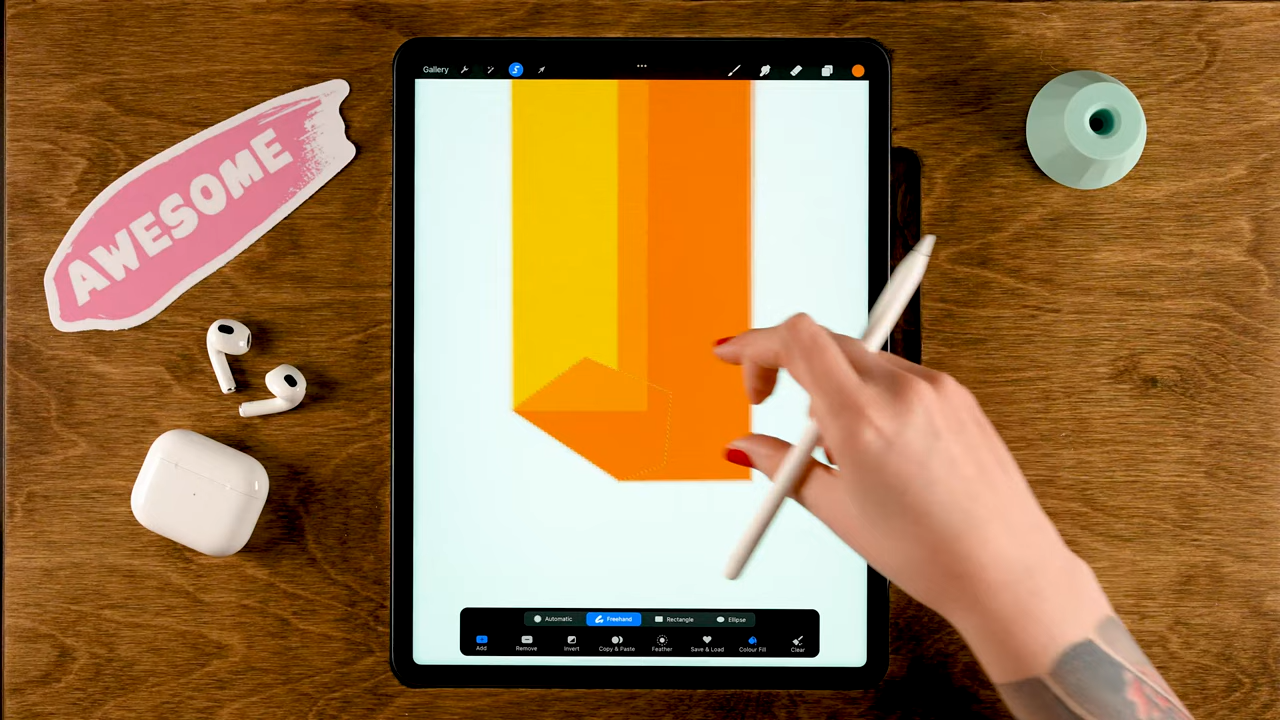 Gallery
AWESOME
Automatic Freehand Rectangle Ellipse
Add Remove Invert Copy & Paste Feather Save & Load Colour Fill Clear